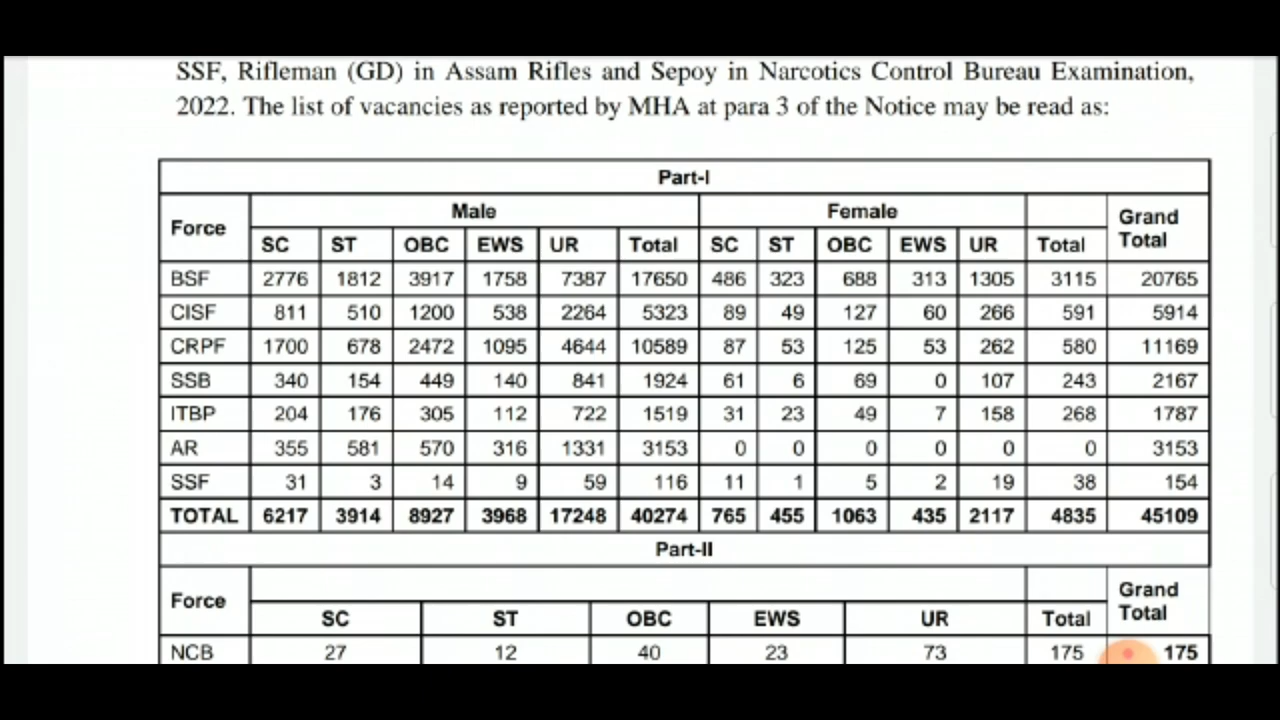 SSF, Rifleman (GD) in Assam Rifles and Sepoy in Narcotics Control Bureau Examination,
2022. The list of vacancies as reported by MHA at para 3 of the Notice may be read as:
Part-I
Force Male Female Grand Total
SC ST OBC EWS UR Total SC ST OBC EWS UR Total
BSF 2776 1812 3917 1758 7387 17650 486 323 688 313 1305 3115 20765
CISF 811 510 1200 538 2264 5323 89 49 127 60 266 591 5914
CRPF 1700 678 2472 1095 4644 10589 87 53 125 53 262 580 11169
SSB 340 154 449 140 841 1924 61 6 69 0 107 243 2167
ITBP 204 176 305 112 722 1519 31 23 49 7 158 268 1787
AR 355 581 570 316 1331 3153 0 0 0 0 0 0 3153
SSF 31 3 14 9 59 116 11 1 5 2 19 38 154
TOTAL 6217 3914 8927 3968 17248 40274 765 455 1063 435 2117 4835 45109
Part-II
Force Grand Total
SC ST OBC EWS UR Total
NCB 27 12 40 23 73 175 175